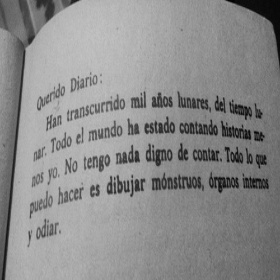 Querido Diario:
Han transcurrido mil años lunares, del tiempo lu-
nar. Todo el mundo ha estado contando historias me-
nos yo. No tengo nada digno de contar. Todo lo que
puedo hacer es dibujar mónstruos, órganos internos
y odiar.